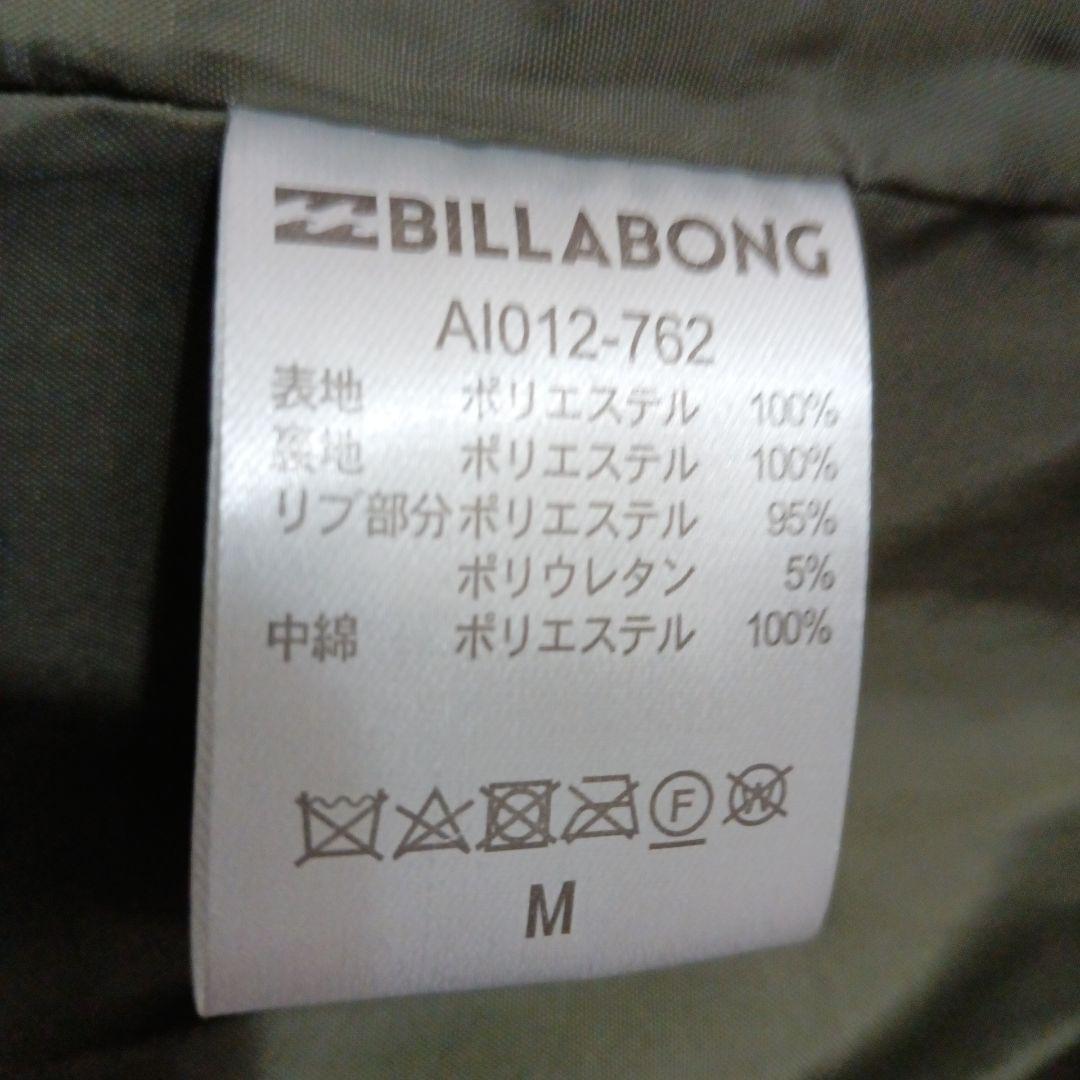 BILLABONG
AI012-762
表地 ポリエステル 100%
裏地 ポリエステル 100%
リブ部分 ポリエステル 95%
ポリウレタン 5%
中綿 ポリエステル 100%
F W
M